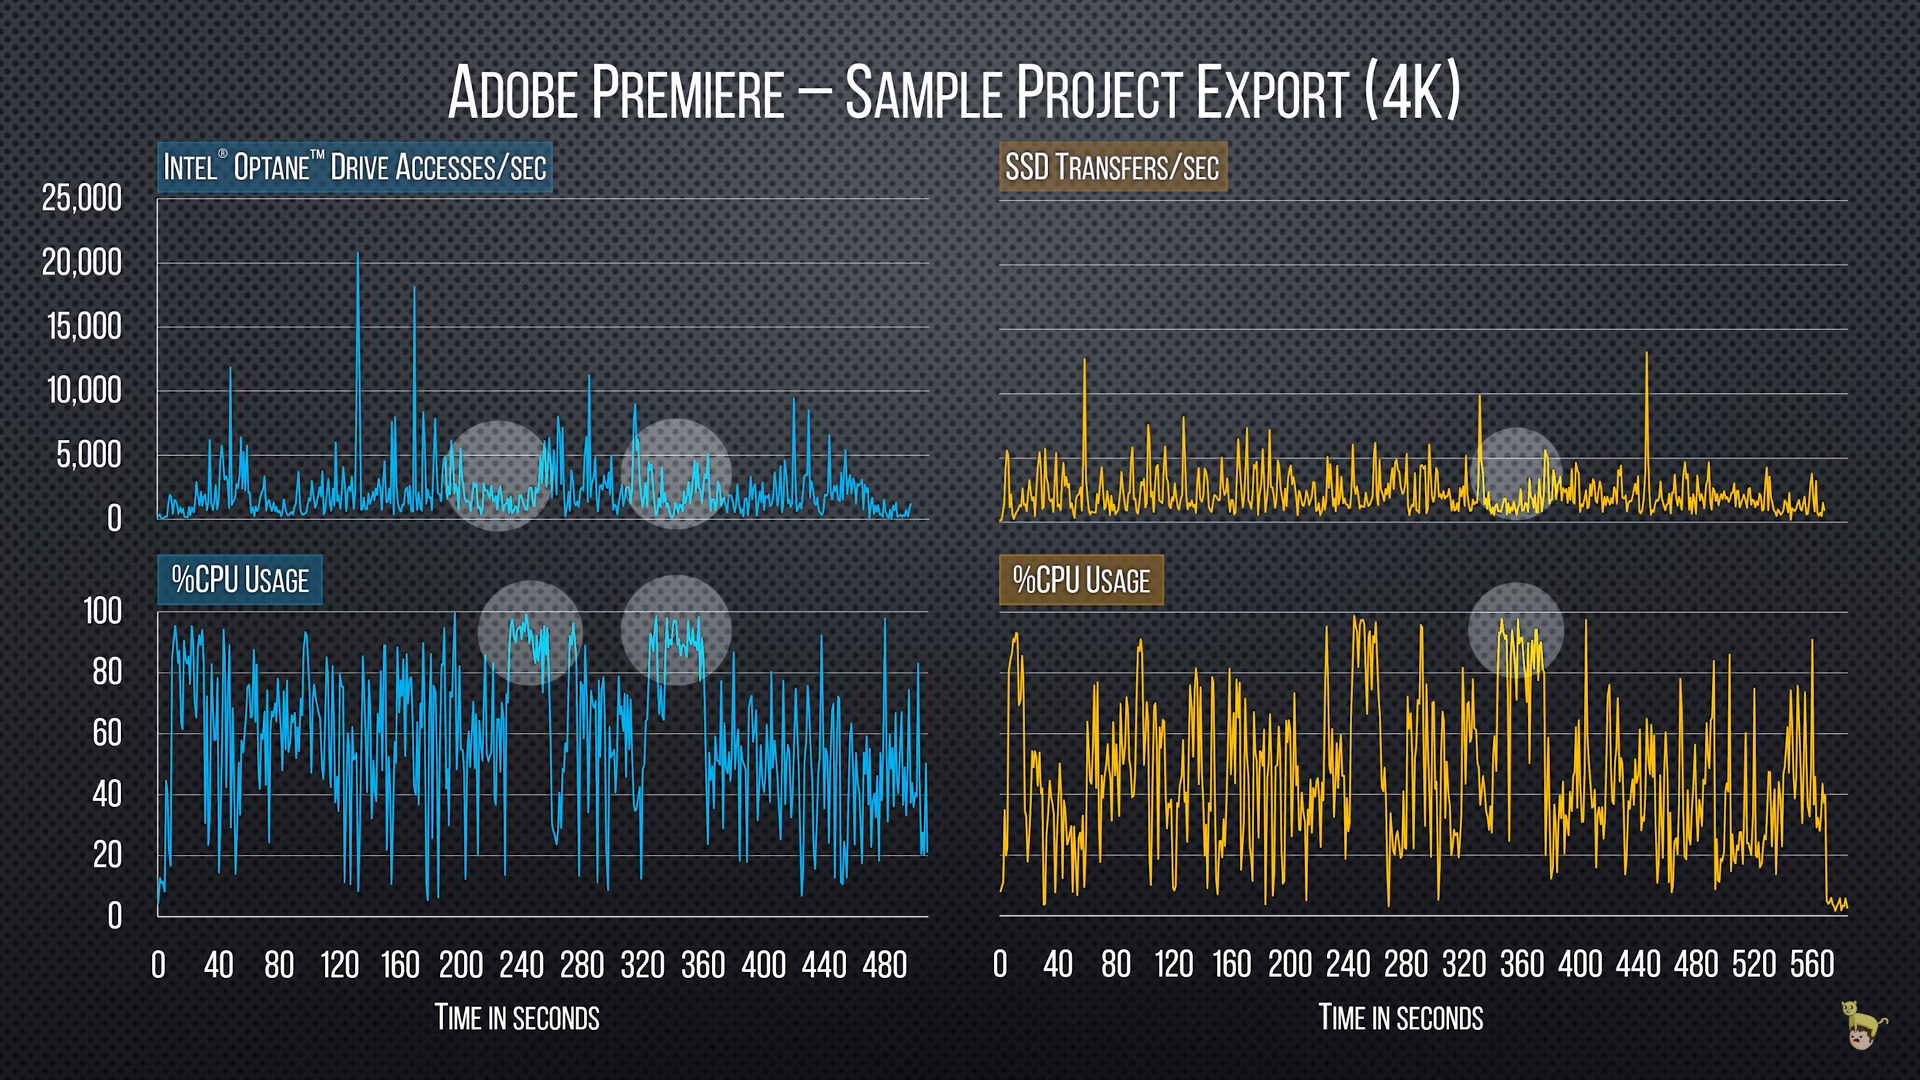 Adobe Premiere – Sample Project Export (4K)
Intel® Optane™ Drive Accesses/sec
SSD Transfers/sec
25,000
20,000
15,000
10,000
5,000
0
%CPU Usage
%CPU Usage
100
80
60
40
20
0
0 40 80 120 160 200 240 280 320 360 400 440 480
0 40 80 120 160 200 240 280 320 360 400 440 480 520 560
Time in seconds
Time in seconds